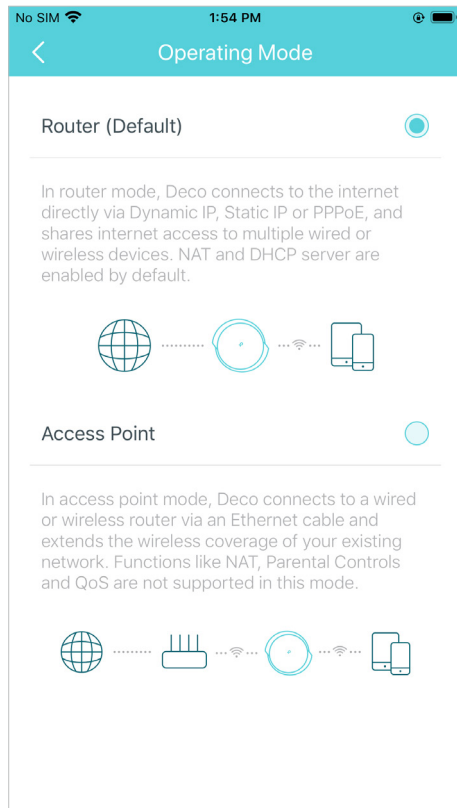 No SIM 1:54 PM
Operating Mode
Router (Default)
In router mode, Deco connects to the internet
directly via Dynamic IP, Static IP or PPPoE, and
shares internet access to multiple wired or
wireless devices. NAT and DHCP server are
enabled by default.
Access Point
In access point mode, Deco connects to a wired
or wireless router via an Ethernet cable and
extends the wireless coverage of your existing
network. Functions like NAT, Parental Controls
and QoS are not supported in this mode.